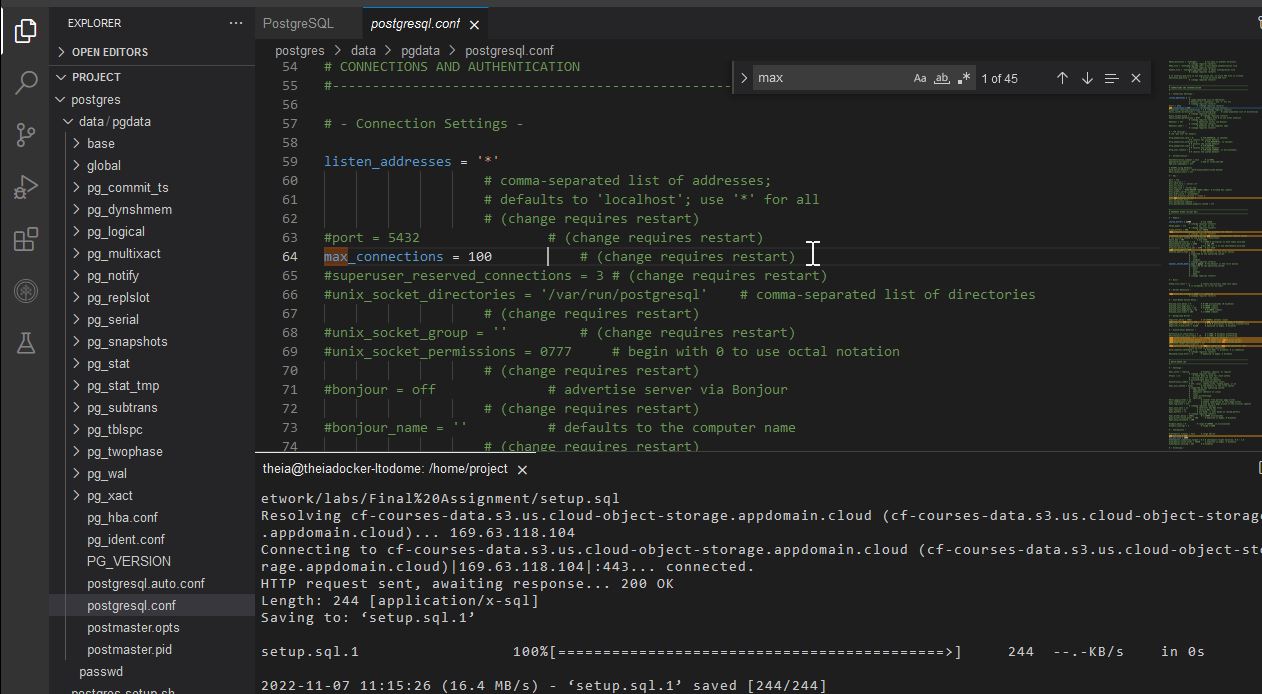 EXPLORER ...
OPEN EDITORS
PROJECT
postgres
data / pgdata
base
global
pg_commit_ts
pg_dynshmem
pg_logical
pg_multixact
pg_notify
pg_replslot
pg_serial
pg_snapshots
pg_stat
pg_stat_tmp
pg_subtrans
pg_tblspc
pg_twophase
pg_wal
pg_xact
pg_hba.conf
pg_ident.conf
PG_VERSION
postgresql.auto.conf
postgresql.conf
postmaster.opts
postmaster.pid
passwd
postgres-setup.sh
PostgreSQL postgresql.conf
postgres > data > pgdata > postgresql.conf
max Aa ab .* 1 of 45
54 # CONNECTIONS AND AUTHENTICATION
55 #--------------------------------------------------
56
57 # - Connection Settings -
58
59 listen_addresses = '*'
60 # comma-separated list of addresses;
61 # defaults to 'localhost'; use '*' for all
62 # (change requires restart)
63 #port = 5432 # (change requires restart)
64 max_connections = 100 # (change requires restart)
65 #superuser_reserved_connections = 3 # (change requires restart)
66 #unix_socket_directories = '/var/run/postgresql' # comma-separated list of directories
67 # (change requires restart)
68 #unix_socket_group = '' # (change requires restart)
69 #unix_socket_permissions = 0777 # begin with 0 to use octal notation
70 # (change requires restart)
71 #bonjour = off # advertise server via Bonjour
72 # (change requires restart)
73 #bonjour_name = '' # defaults to the computer name
74 # (change requires restart)
theia@theiadocker-ltodome: /home/project
etwork/labs/Final%20Assignment/setup.sql
Resolving cf-courses-data.s3.us.cloud-object-storage.appdomain.cloud (cf-courses-data.s3.us.cloud-object-storage
.appdomain.cloud)... 169.63.118.104
Connecting to cf-courses-data.s3.us.cloud-object-storage.appdomain.cloud (cf-courses-data.s3.us.cloud-object-sto
rage.appdomain.cloud)|169.63.118.104|:443... connected.
HTTP request sent, awaiting response... 200 OK
Length: 244 [application/x-sql]
Saving to: ‘setup.sql.1’
setup.sql.1 100%[===========================================>] 244 --.-KB/s in 0s
2022-11-07 11:15:26 (16.4 MB/s) - ‘setup.sql.1’ saved [244/244]